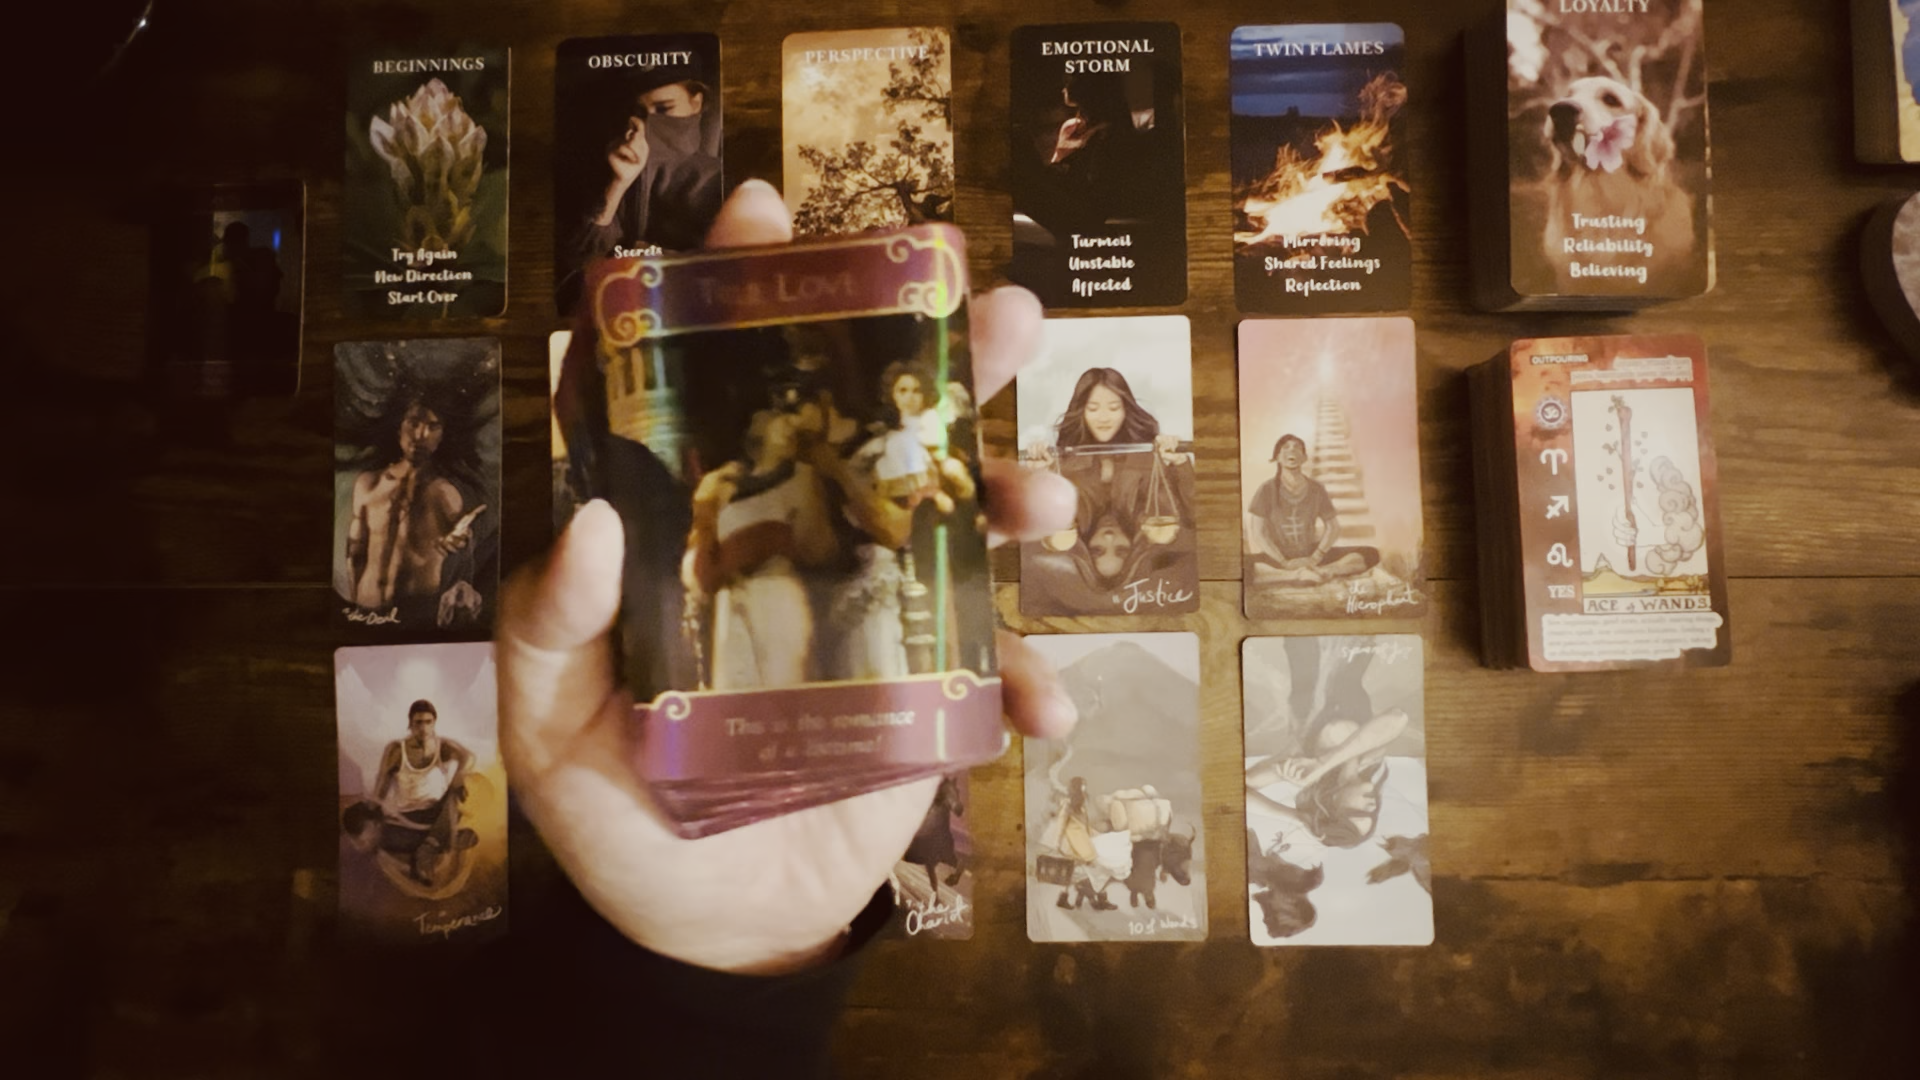 BEGINNINGS
Try Again
New Direction
Start Over
OBSCURITY
Secrets
PERSPECTIVE
EMOTIONAL
STORM
Turmoil
Unstable
Affected
TWIN FLAMES
Mirroring
Shared Feelings
Reflection
LOYALTY
Trusting
Reliability
Believing
True Love
This is the romance
of a lifetime!
the Devil
Justice
the
Hierophant
OUTPOURING
YES
ACE of WANDS
Temperance
the
Chariot
10 of Wands